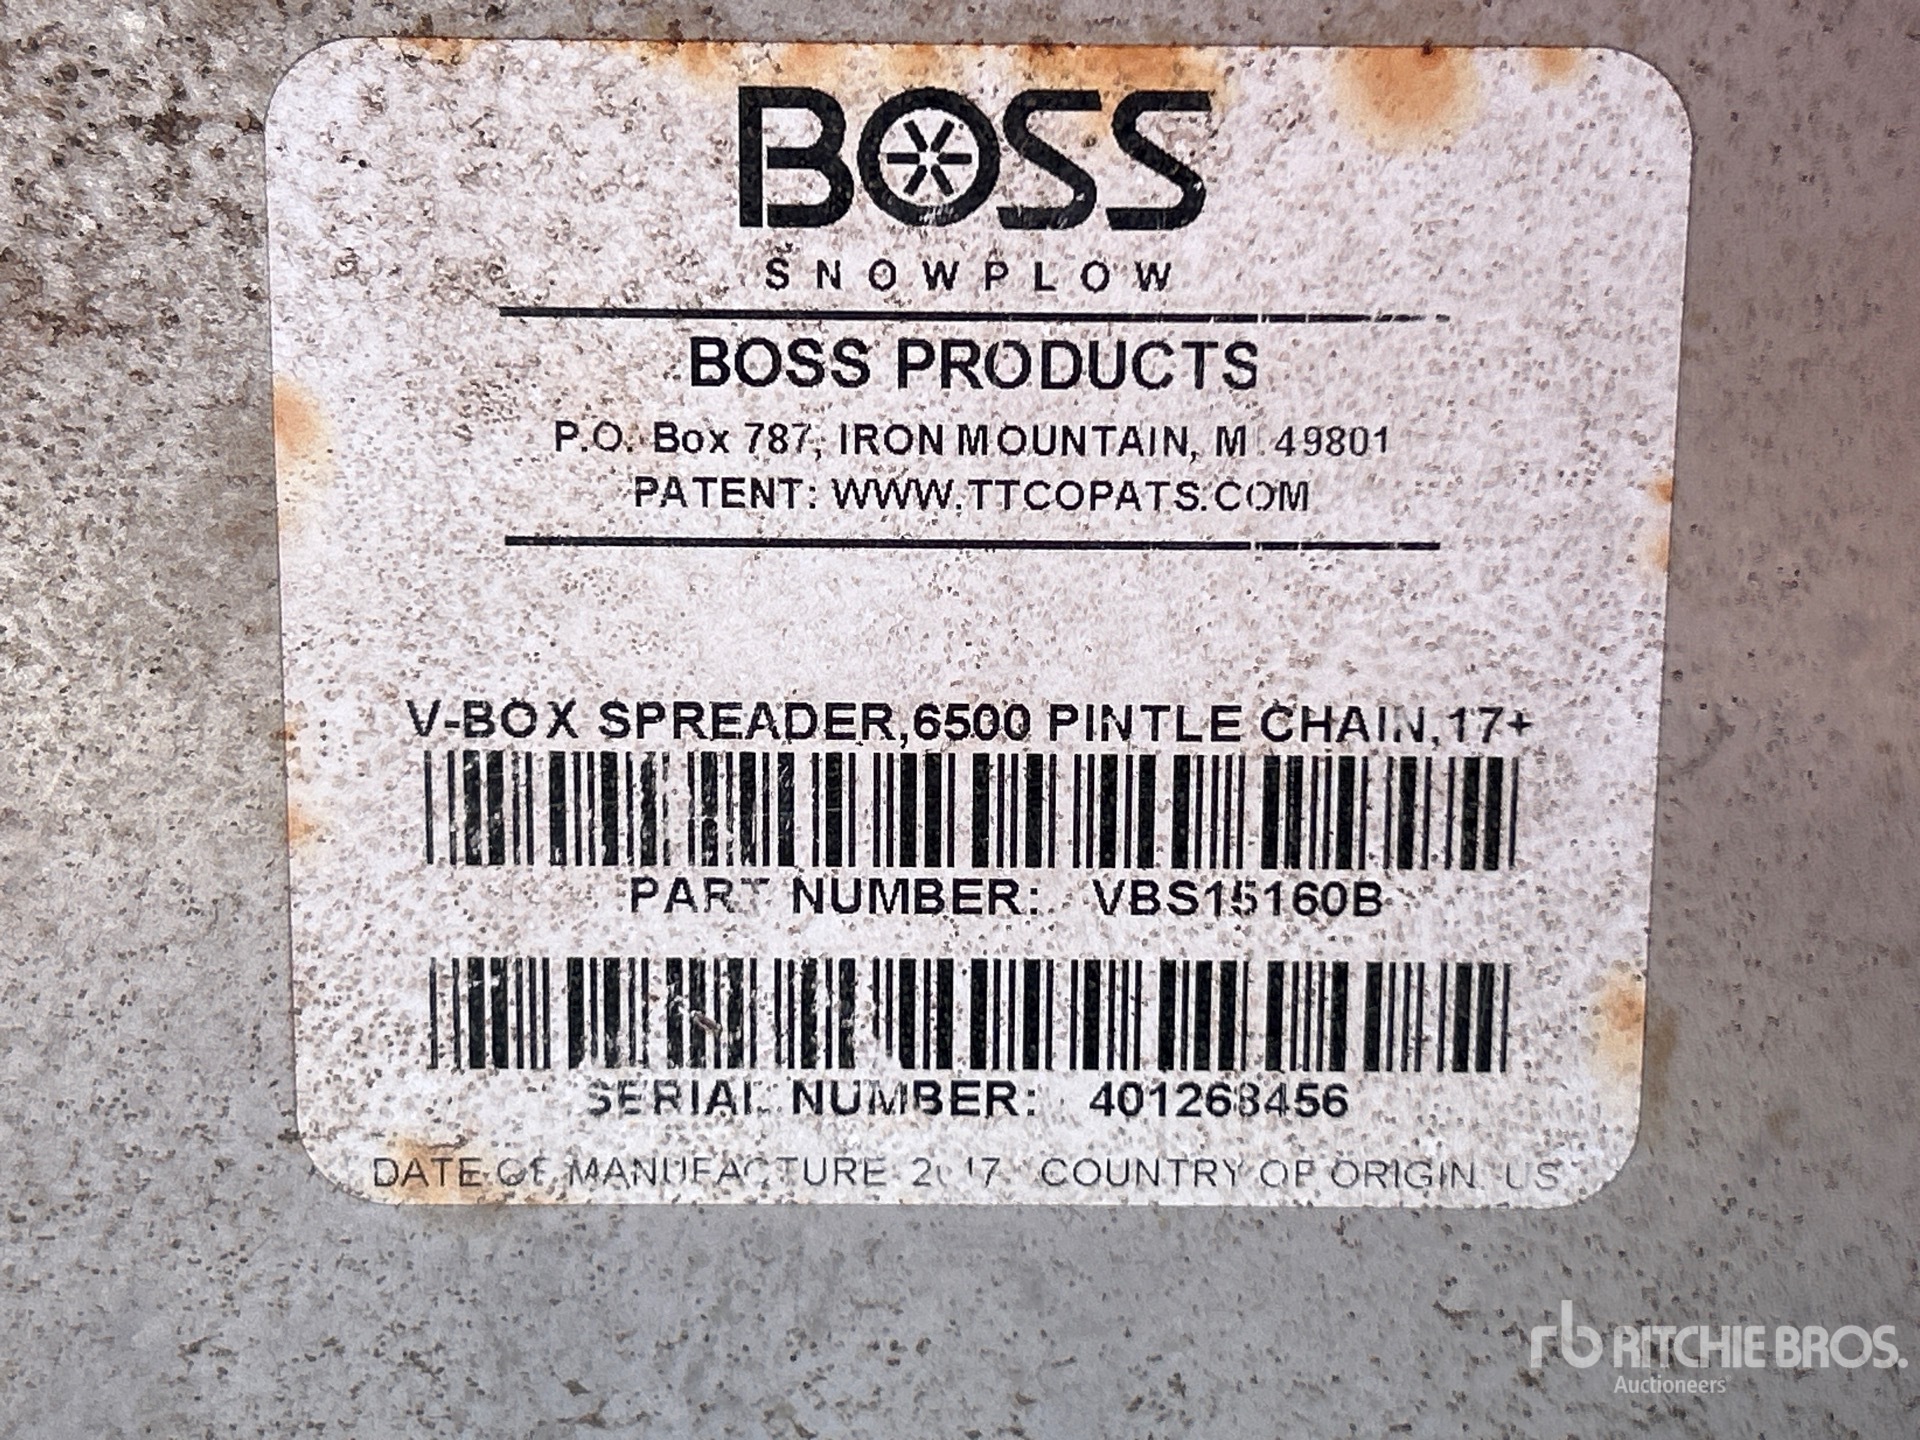 BOSS
SNOWPLOW
BOSS PRODUCTS
P.O. Box 787, IRON MOUNTAIN, M 49801
PATENT: WWW.TTCOPATS.COM
V-BOX SPREADER,6500 PINTLE CHAIN,17+
PART NUMBER: VBS15160B
SERIAL NUMBER: 401268456
DATE OF MANUFACTURE 2017 COUNTRY OF ORIGIN US
rb RITCHIE BROS.
Auctioneers